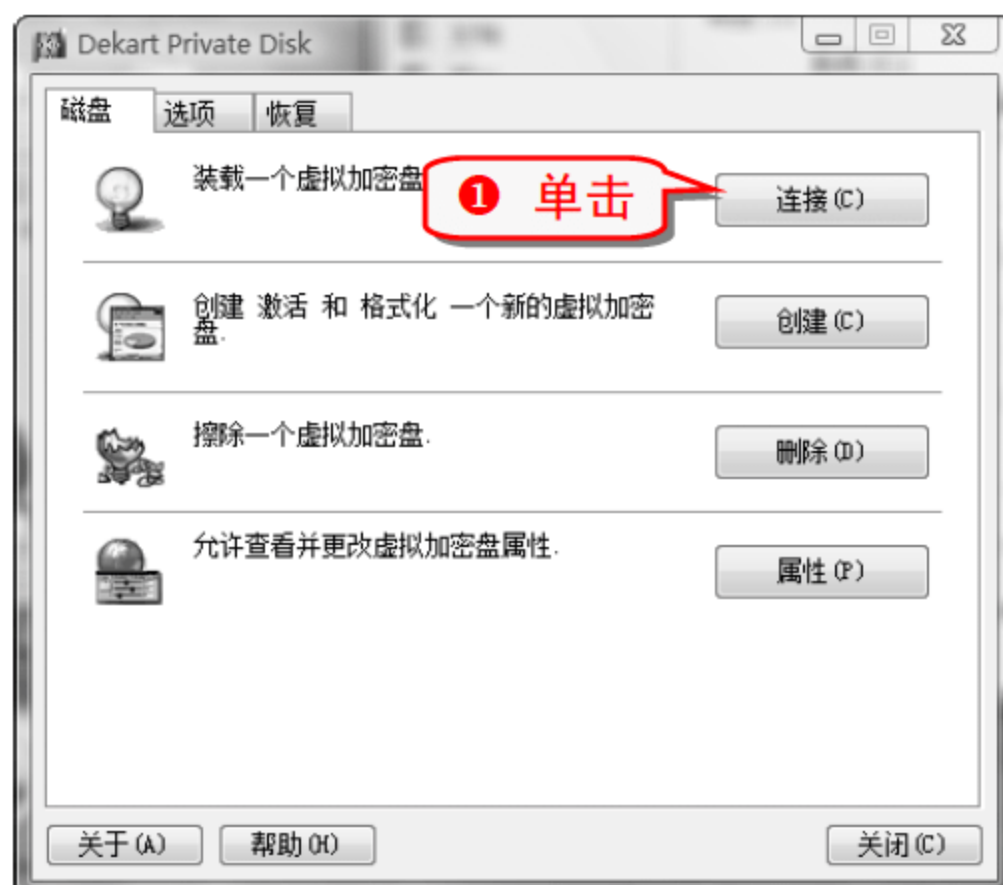 Dekart Private Disk
磁盘 选项 恢复
装载一个虚拟加密盘
❶ 单击
连接(C)
创建 激活 和 格式化 一个新的虚拟加密
盘.
创建(C)
擦除一个虚拟加密盘.
删除(D)
允许查看并更改虚拟加密盘属性.
属性(P)
关于(A) 帮助(H) 关闭(C)